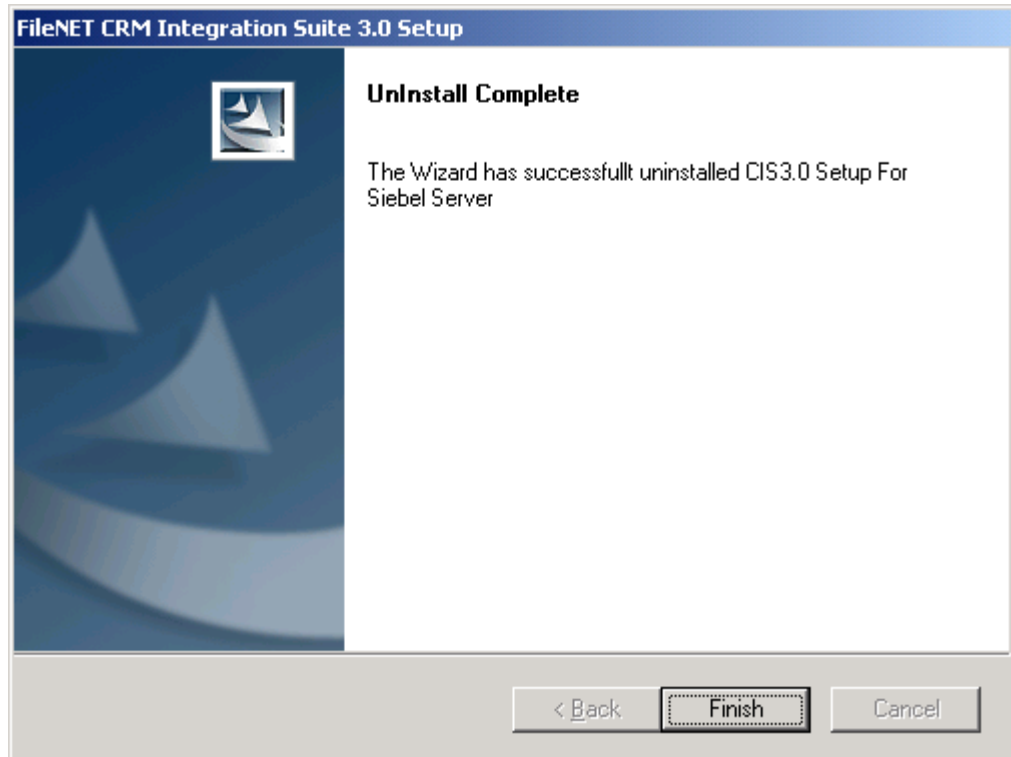 FileNET CRM Integration Suite 3.0 Setup
UnInstall Complete
The Wizard has successfullt uninstalled CIS3.0 Setup For
Siebel Server
< Back
Finish
Cancel